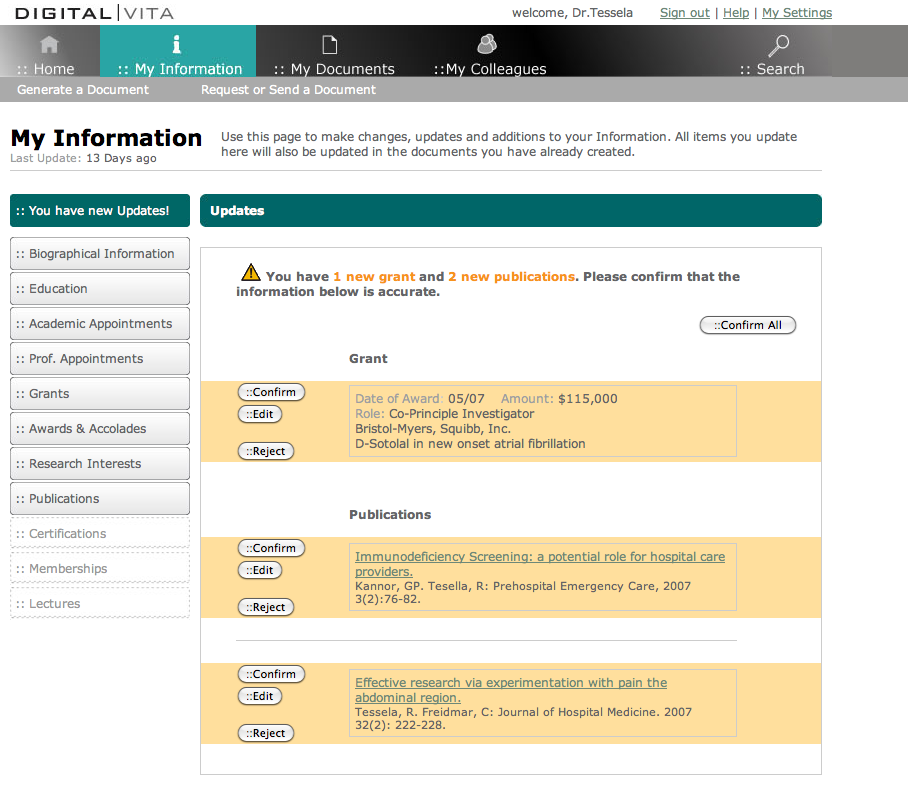 DIGITAL|VITA
welcome, Dr.Tessela Sign out | Help | My Settings
:: Home :: My Information :: My Documents ::My Colleagues :: Search
Generate a Document Request or Send a Document
My Information
Last Update: 13 Days ago
Use this page to make changes, updates and additions to your Information. All items you update
here will also be updated in the documents you have already created.
:: You have new Updates!
:: Biographical Information
:: Education
:: Academic Appointments
:: Prof. Appointments
:: Grants
:: Awards & Accolades
:: Research Interests
:: Publications
:: Certifications
:: Memberships
:: Lectures
Updates
You have 1 new grant and 2 new publications. Please confirm that the
information below is accurate.
::Confirm All
Grant
::Confirm
::Edit
::Reject
Date of Award: 05/07 Amount: $115,000
Role: Co-Principle Investigator
Bristol-Myers, Squibb, Inc.
D-Sotolal in new onset atrial fibrillation
Publications
::Confirm
::Edit
::Reject
Immunodeficiency Screening: a potential role for hospital care
providers.
Kannor, GP. Tesella, R: Prehospital Emergency Care, 2007
3(2):76-82.
::Confirm
::Edit
::Reject
Effective research via experimentation with pain the
abdominal region.
Tessela, R. Freidmar, C: Journal of Hospital Medicine. 2007
32(2): 222-228.